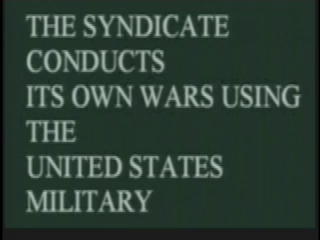 THE SYNDICATE
CONDUCTS
ITS OWN WARS USING
THE
UNITED STATES
MILITARY